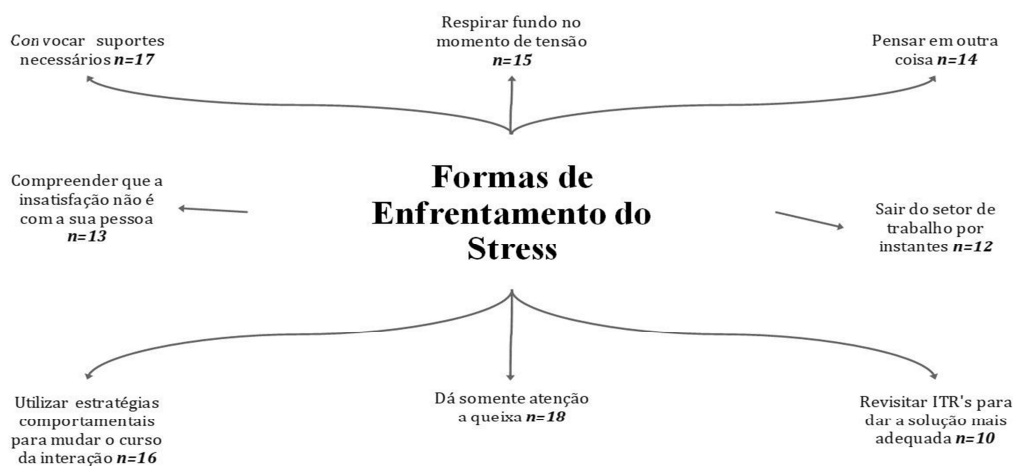 Convocar suportes
necessários n=17
Respirar fundo no
momento de tensão
n=15
Pensar em outra
coisa n=14
Compreender que a
insatisfação não é
com a sua pessoa
n=13
Formas de
Enfrentamento do
Stress
Sair do setor de
trabalho por
instantes n=12
Utilizar estratégias
comportamentais
para mudar o curso
da interação n=16
Dá somente atenção
a queixa n=18
Revisitar ITR's para
dar a solução mais
adequada n=10